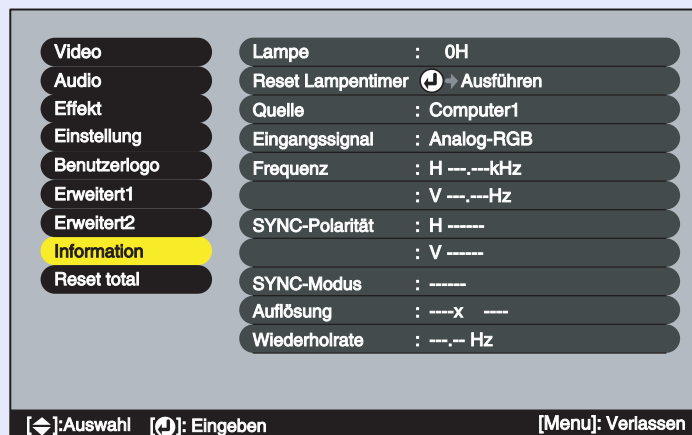 Video
Audio
Effekt
Einstellung
Benutzerlogo
Erweitert1
Erweitert2
Information
Reset total
Lampe : 0H
Reset Lampentimer Ausführen
Quelle : Computer1
Eingangssignal : Analog-RGB
Frequenz : H ---.---kHz
: V ---.---Hz
SYNC-Polarität : H ------
: V ------
SYNC-Modus : ------
Auflösung : ----x ----
Wiederholrate : ---.-- Hz
[]:Auswahl []: Eingeben [Menu]: Verlassen